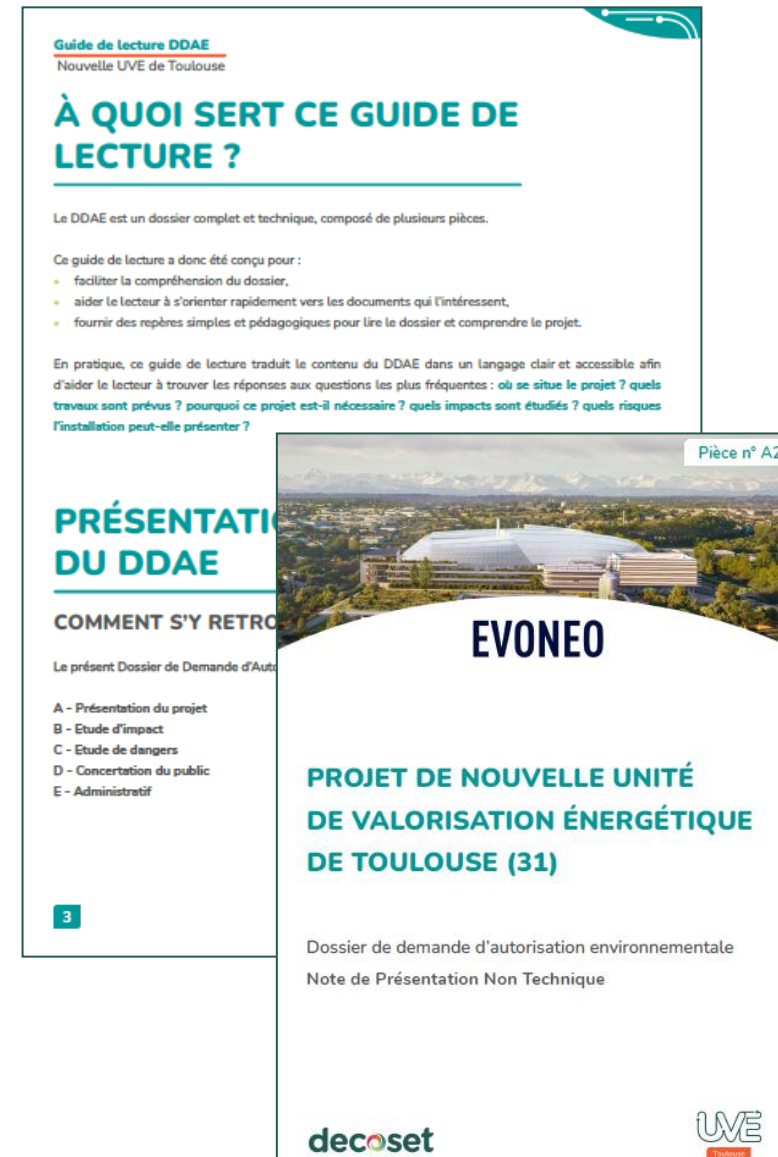 Guide de lecture DDAE
Nouvelle UVE de Toulouse
À QUOI SERT CE GUIDE DE
LECTURE ?
Le DDAE est un dossier complet et technique, composé de plusieurs pièces.
Ce guide de lecture a donc été conçu pour :
• faciliter la compréhension du dossier,
• aider le lecteur à s'orienter rapidement vers les documents qui l'intéressent,
• fournir des repères simples et pédagogiques pour lire le dossier et comprendre le projet.
En pratique, ce guide de lecture traduit le contenu du DDAE dans un langage clair et accessible afin
d'aider le lecteur à trouver les réponses aux questions les plus fréquentes : où se situe le projet ? quels
travaux sont prévus ? pourquoi ce projet est-il nécessaire ? quels impacts sont étudiés ? quels risques
l'installation peut-elle présenter ?
PRÉSENTATI
DU DDAE
COMMENT S'Y RETRO
Le présent Dossier de Demande d'Auto
A - Présentation du projet
B - Etude d'impact
C - Etude de dangers
D - Concertation du public
E - Administratif
3
Pièce n° A2
EVONEO
PROJET DE NOUVELLE UNITÉ
DE VALORISATION ÉNERGÉTIQUE
DE TOULOUSE (31)
Dossier de demande d'autorisation environnementale
Note de Présentation Non Technique
decoset
UVE
Toulouse